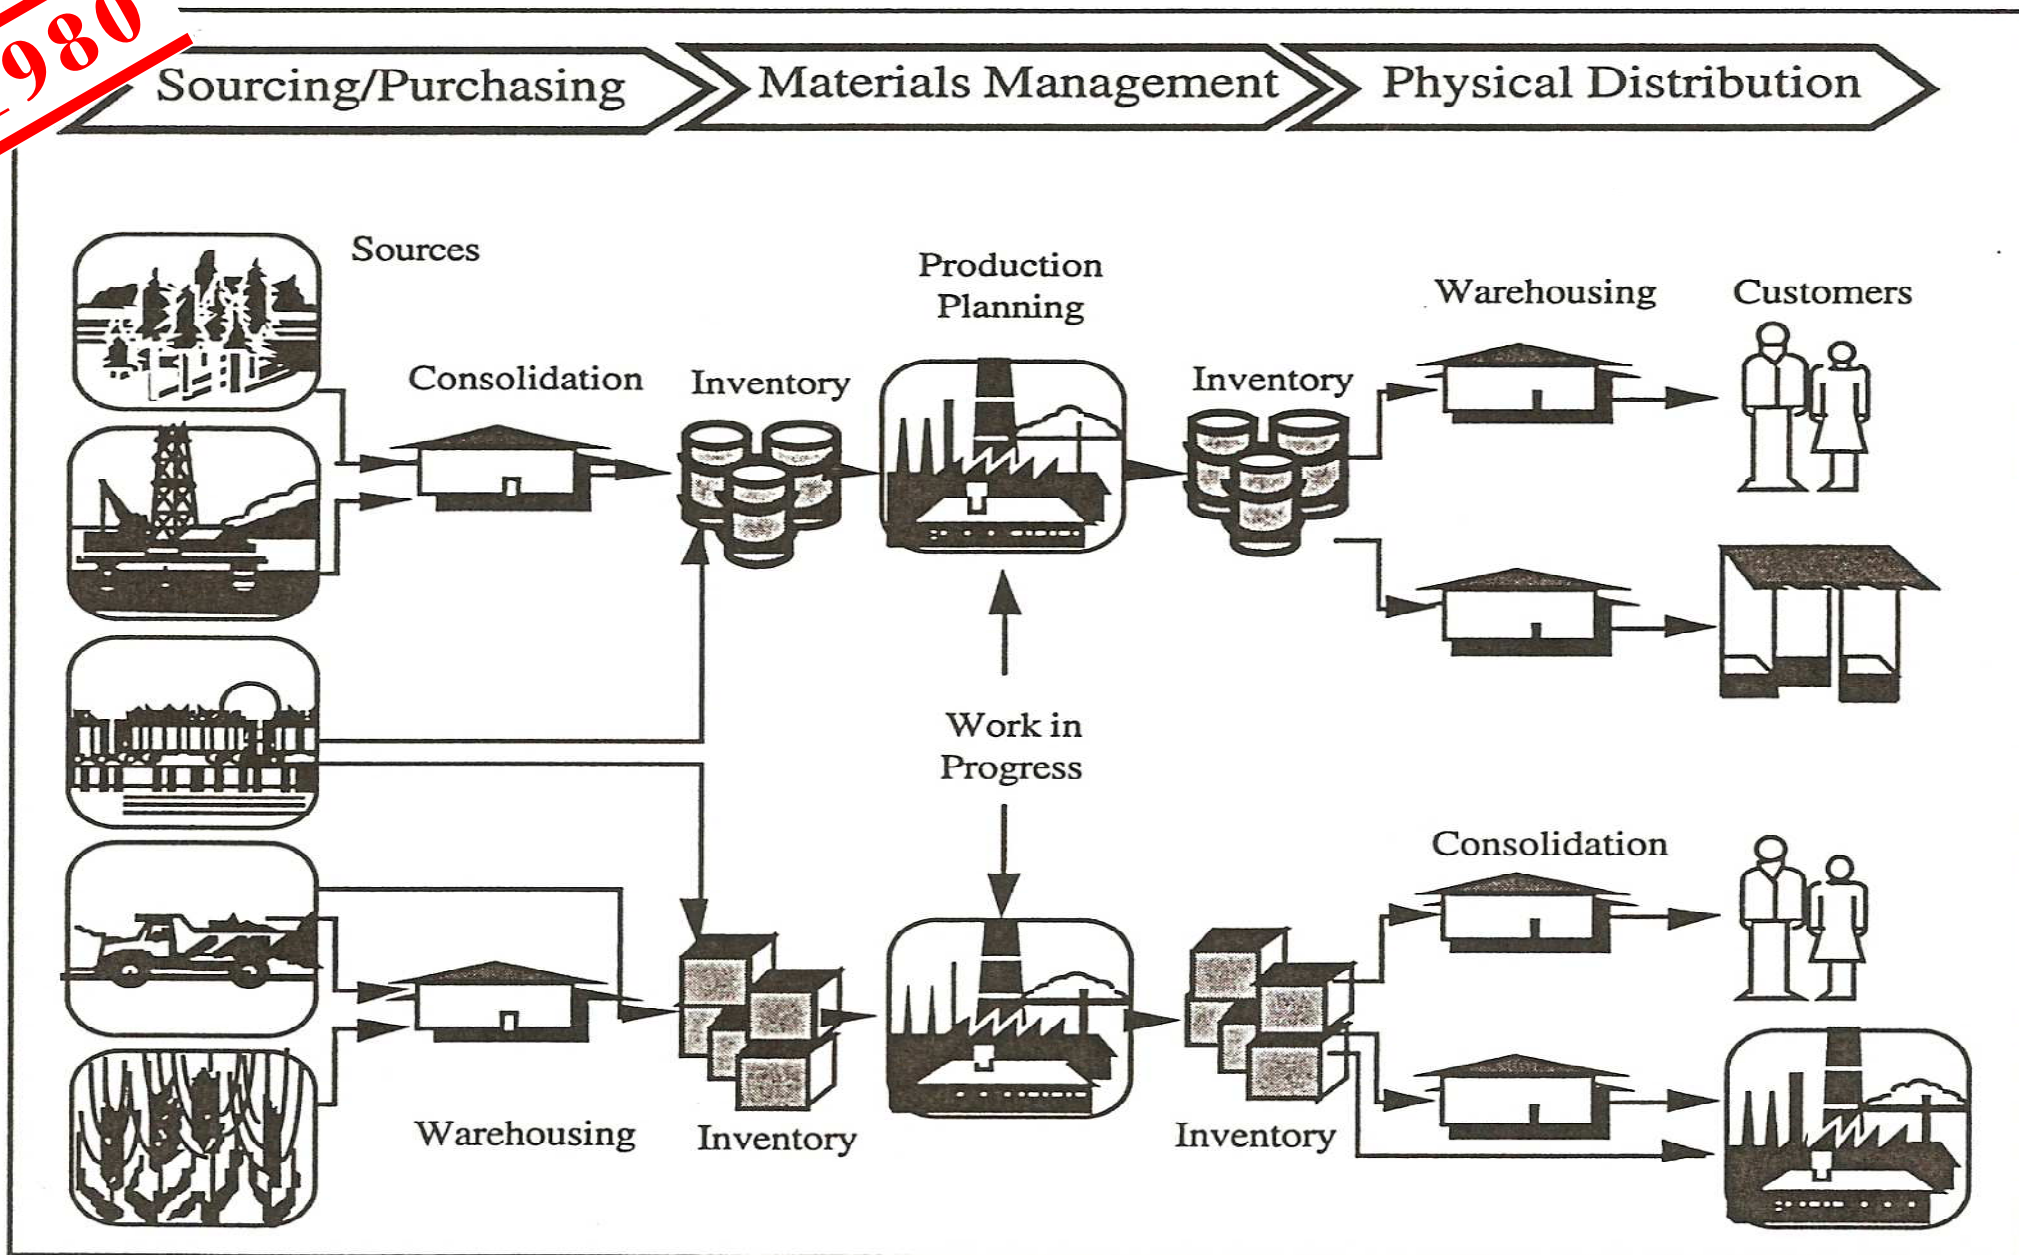 1980
Sourcing/Purchasing
Materials Management
Physical Distribution
Sources
Production
Planning
Warehousing
Customers
Consolidation
Inventory
Inventory
Work in
Progress
Consolidation
Warehousing
Inventory
Inventory